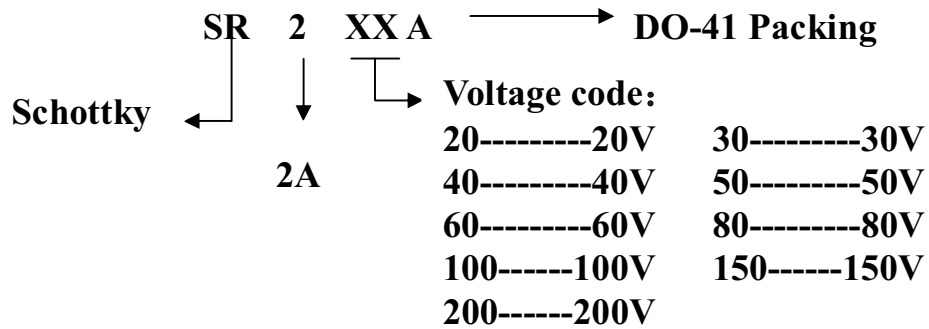 SR 2 XX A DO-41 Packing
Voltage code：
Schottky
20---------20V 30---------30V
2A
40---------40V 50---------50V
60---------60V 80---------80V
100------100V 150------150V
200------200V